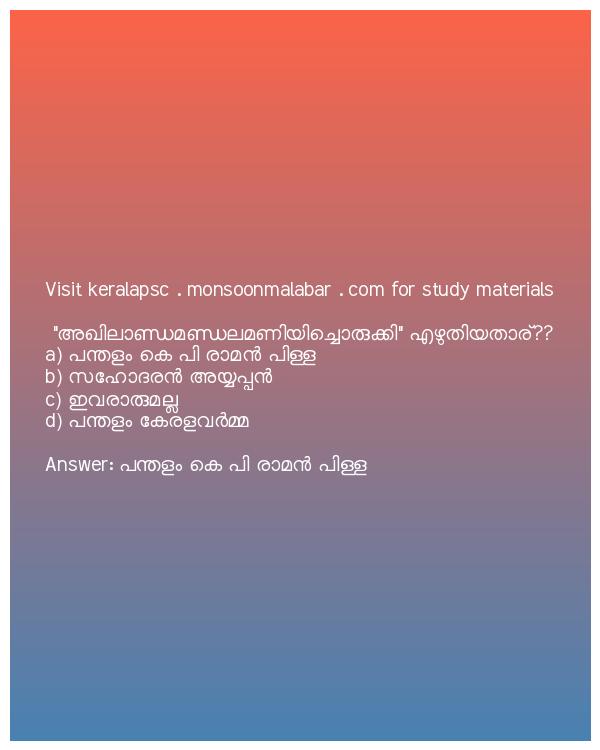 Visit keralapsc . monsoonmalabar . com for study materials
"അഖിലാണ്ഡമണ്ഡലമണിയിച്ചൊരുക്കി" എഴുതിയതാര്??
a) പന്തളം കെ പി രാമൻ പിള്ള
b) സഹോദരൻ അയ്യപ്പൻ
c) ഇവരാരുമല്ല
d) പന്തളം കേരളവർമ്മ
Answer: പന്തളം കെ പി രാമൻ പിള്ള